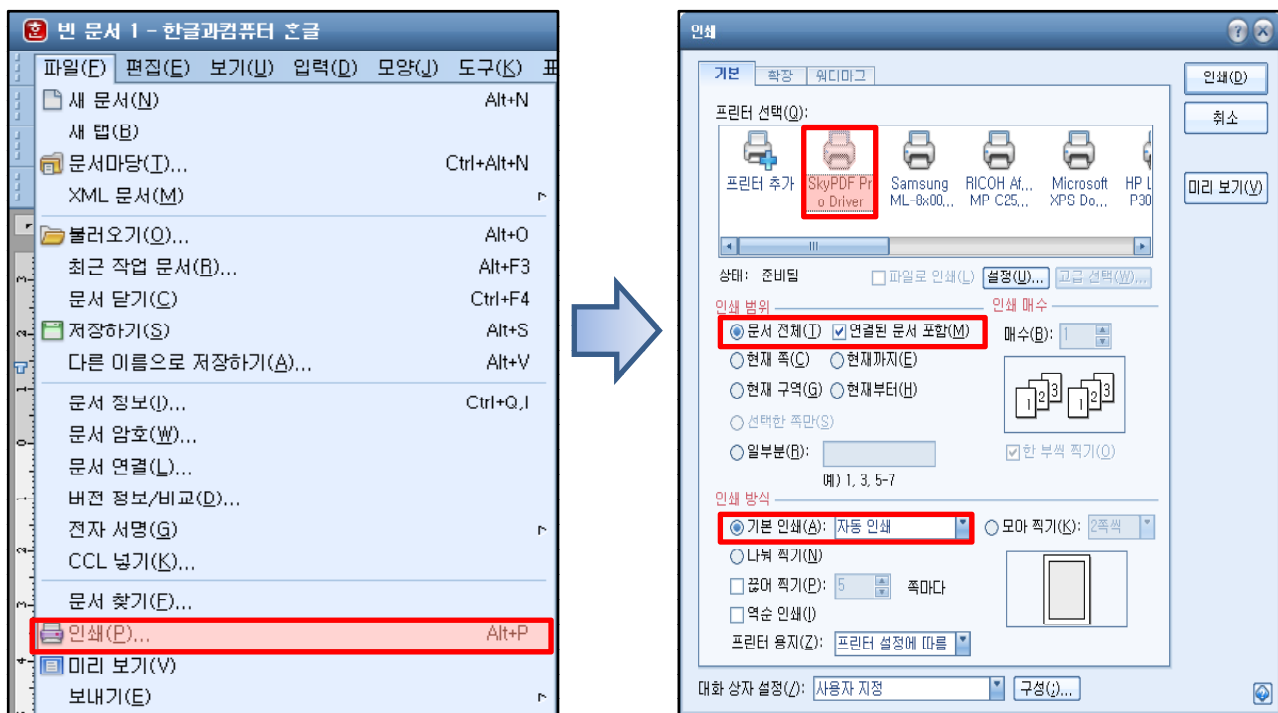 빈 문서 1 - 한글과컴퓨터 흔글
파일(F) 편집(E) 보기(U) 입력(D) 모양(J) 도구(K) 표
새 문서(N) Alt+N
새 탭(B)
문서마당(T)... Ctrl+Alt+N
XML 문서(M)
불러오기(O)... Alt+O
최근 작업 문서(R)... Alt+F3
문서 닫기(C) Ctrl+F4
저장하기(S) Alt+S
다른 이름으로 저장하기(A)... Alt+V
문서 정보(I)... Ctrl+Q,I
문서 암호(W)...
문서 연결(L)...
버전 정보/비교(D)...
전자 서명(G)
CCL 넣기(K)...
문서 찾기(F)...
인쇄(P)... Alt+P
미리 보기(V)
보내기(E)
인쇄
기본 확장 워터마크
인쇄(D)
취소
미리 보기(V)
프린터 선택(Q):
프린터 추가
SkyPDF Pr
o Driver
Samsung
ML-8x00,...
RICOH Af...
MP C25,...
Microsoft
XPS Do...
HP L
P30
상태: 준비됨 파일로 인쇄(L) 설정(U)... 고급 선택(W)...
인쇄 범위 인쇄 매수
문서 전체(T) 연결된 문서 포함(M) 매수(B): 1
현재 쪽(C) 현재까지(E)
현재 구역(G) 현재부터(H)
1 2 3 1 2 3
선택한 쪽만(S)
일부분(R): 한 부씩 찍기(O)
예) 1, 3, 5-7
인쇄 방식
기본 인쇄(A): 자동 인쇄 모아 찍기(K): 2쪽씩
나눠 찍기(N)
끊어 찍기(P): 5 쪽마다
역순 인쇄(I)
프린터 용지(Z): 프린터 설정에 따름
대화 상자 설정(/): 사용자 지정 구성(;)...